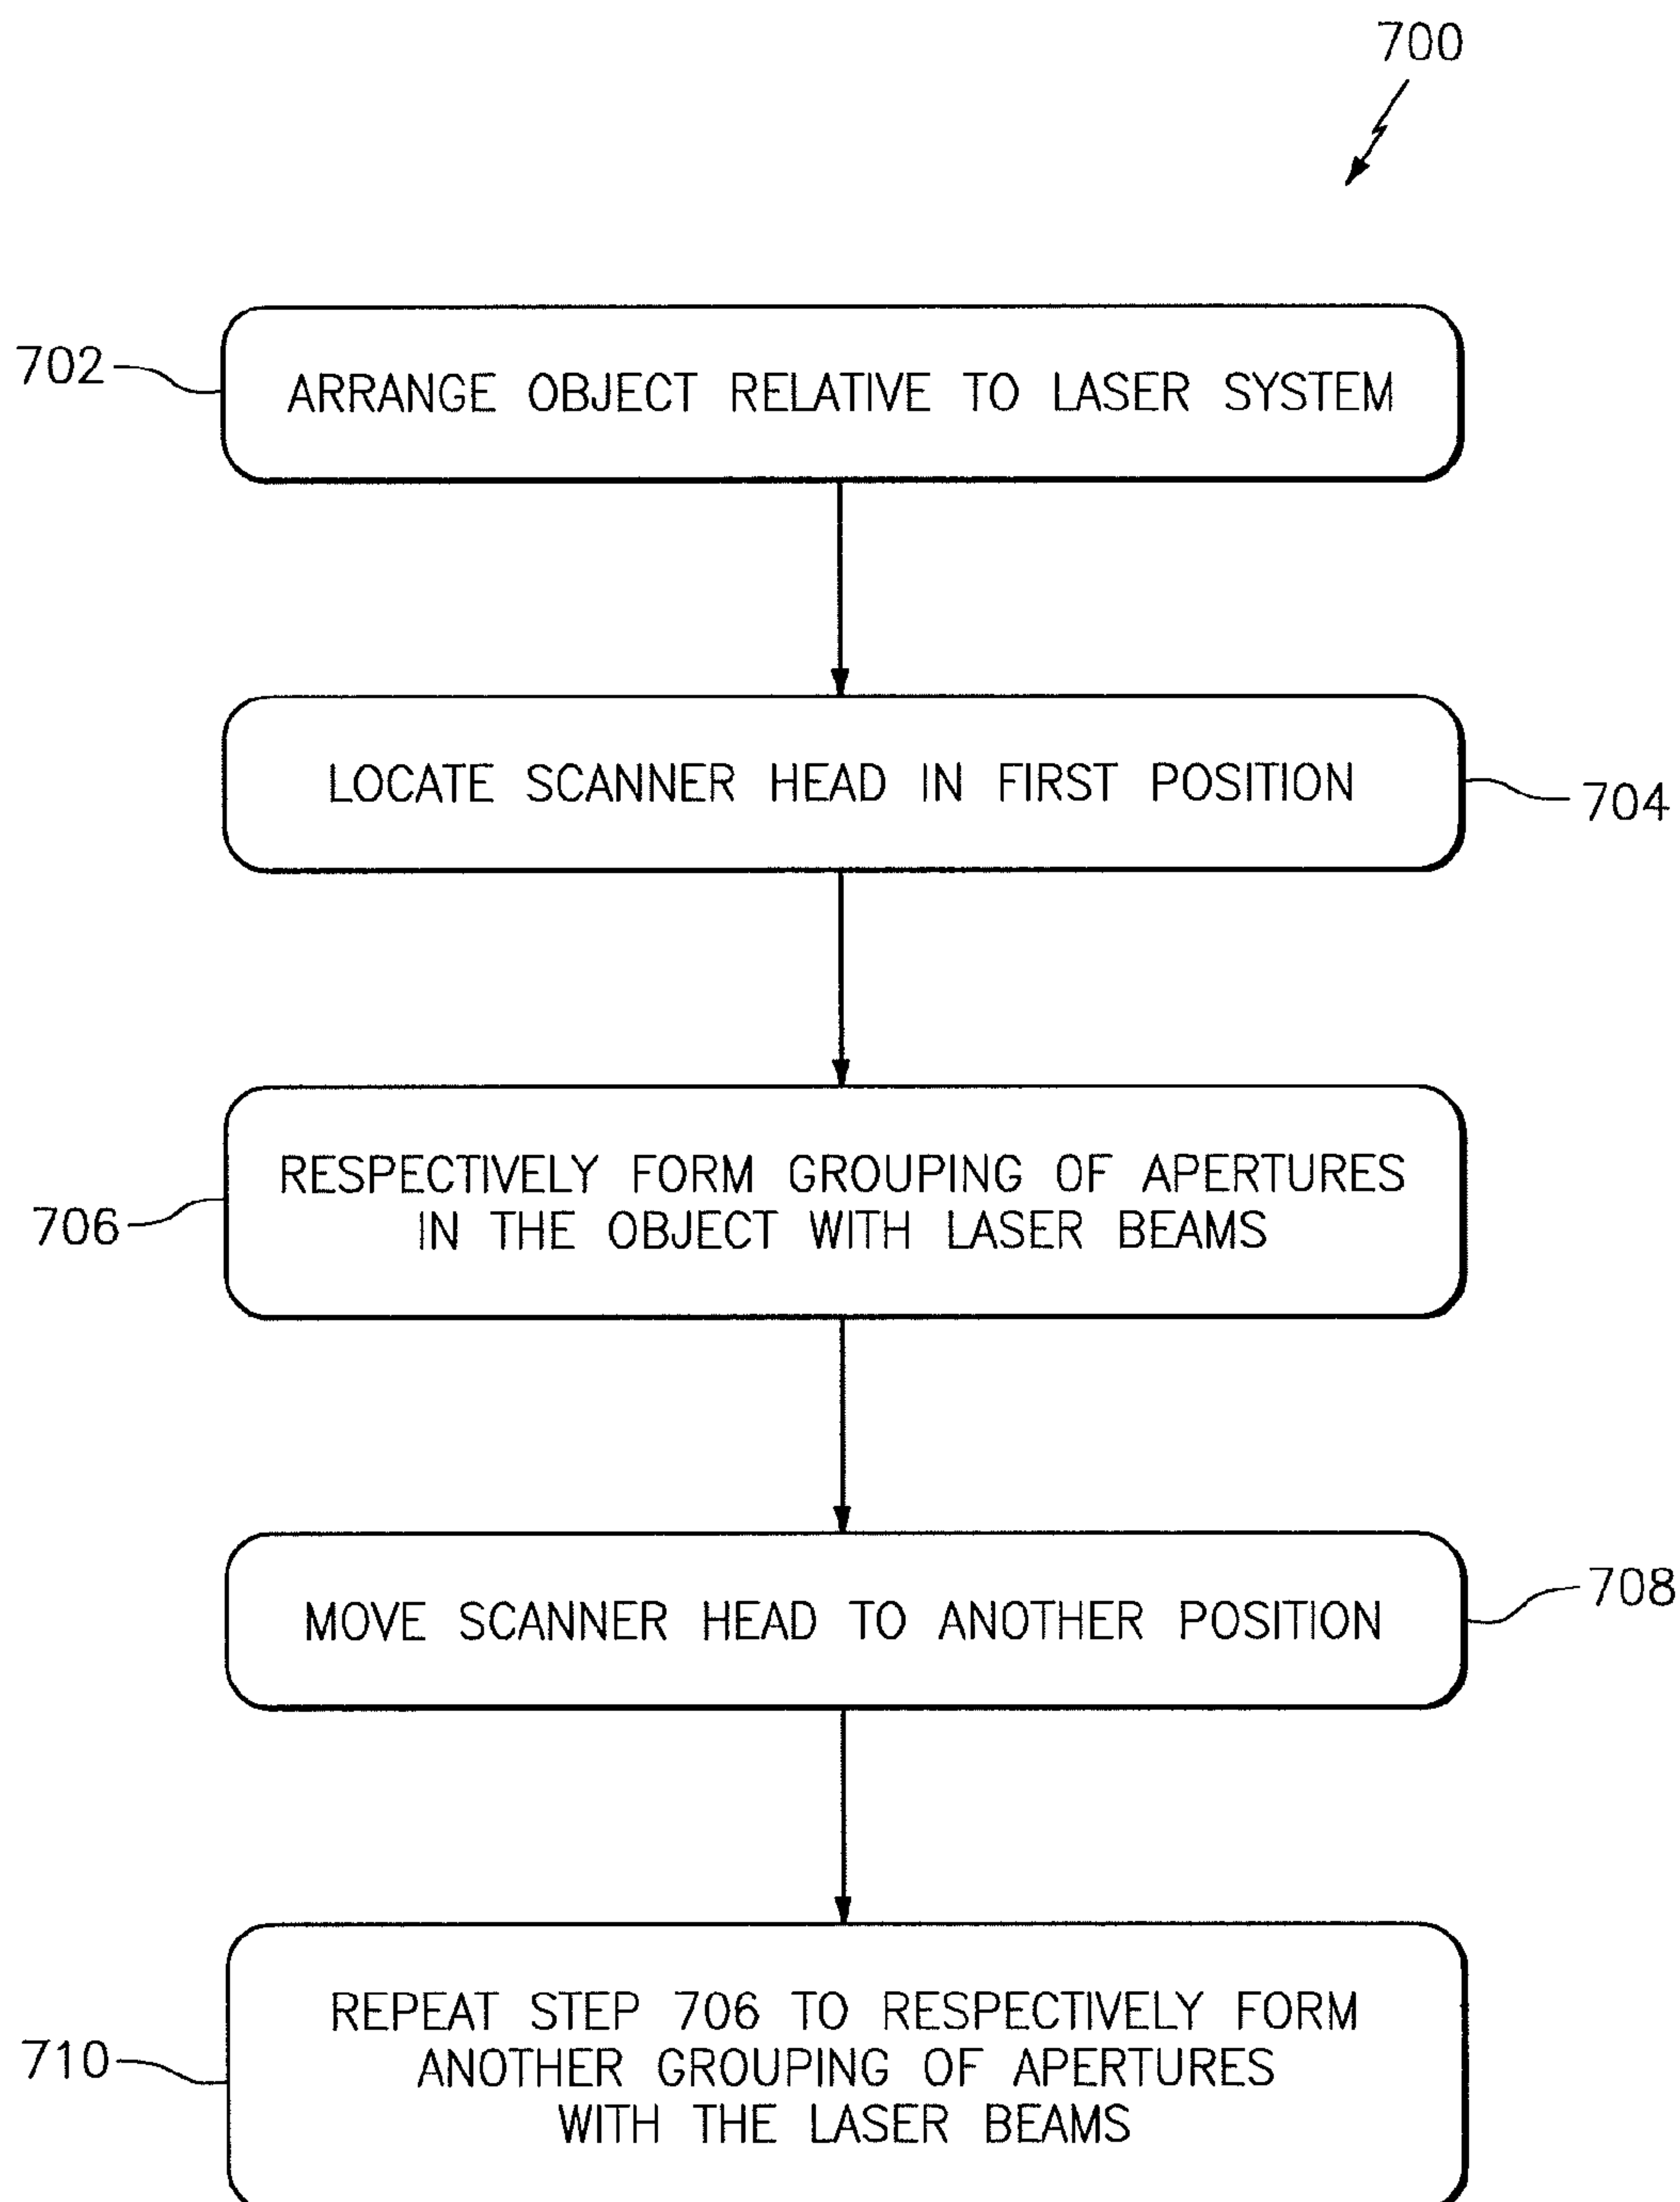 700
702
ARRANGE OBJECT RELATIVE TO LASER SYSTEM
LOCATE SCANNER HEAD IN FIRST POSITION
704
RESPECTIVELY FORM GROUPING OF APERTURES
IN THE OBJECT WITH LASER BEAMS
706
MOVE SCANNER HEAD TO ANOTHER POSITION
708
REPEAT STEP 706 TO RESPECTIVELY FORM
ANOTHER GROUPING OF APERTURES
WITH THE LASER BEAMS
710